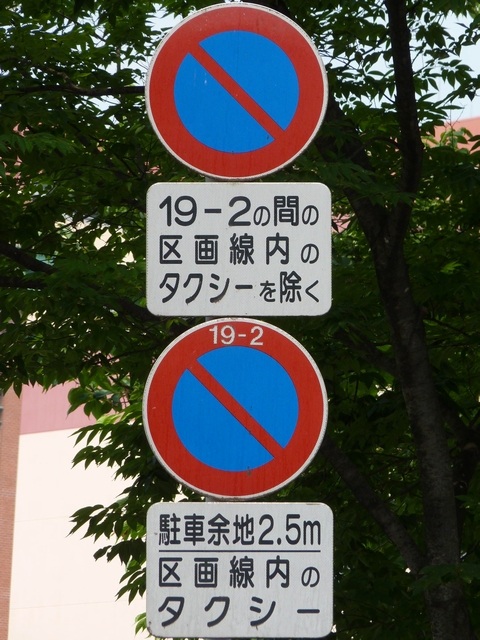 19-2の間の
区画線内の
タクシーを除く
19-2
駐車余地2.5m
区画線内の
タクシー